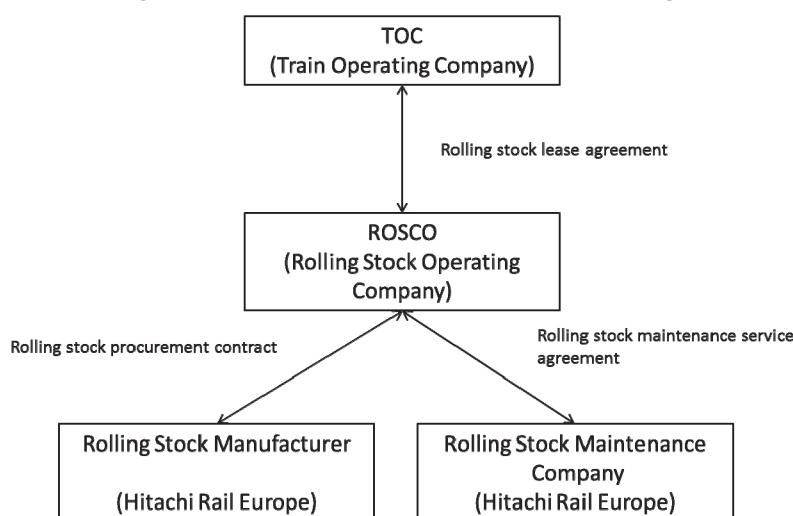 TOC
(Train Operating Company)
Rolling stock lease agreement
ROSCO
(Rolling Stock Operating
Company)
Rolling stock procurement contract
Rolling stock maintenance service
agreement
Rolling Stock Manufacturer
(Hitachi Rail Europe)
Rolling Stock Maintenance
Company
(Hitachi Rail Europe)